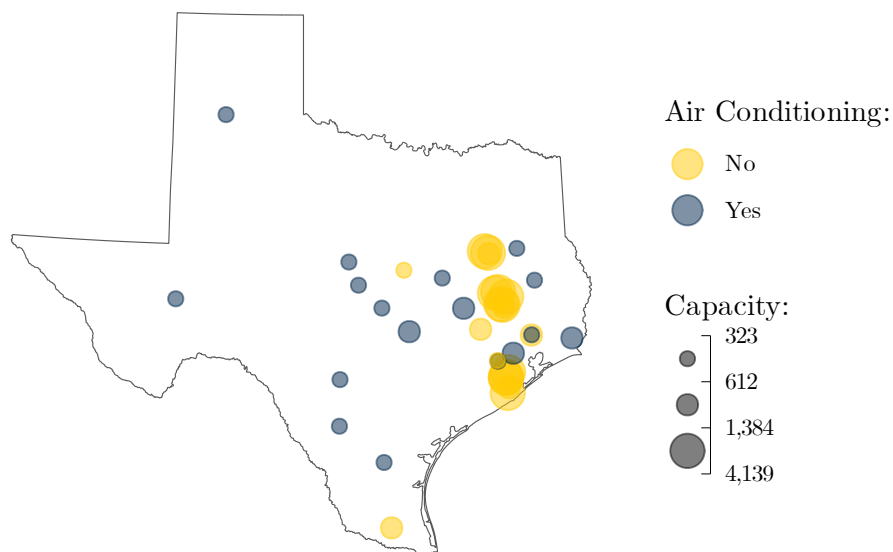 Air Conditioning:
No
Yes
Capacity:
323
612
1,384
4,139